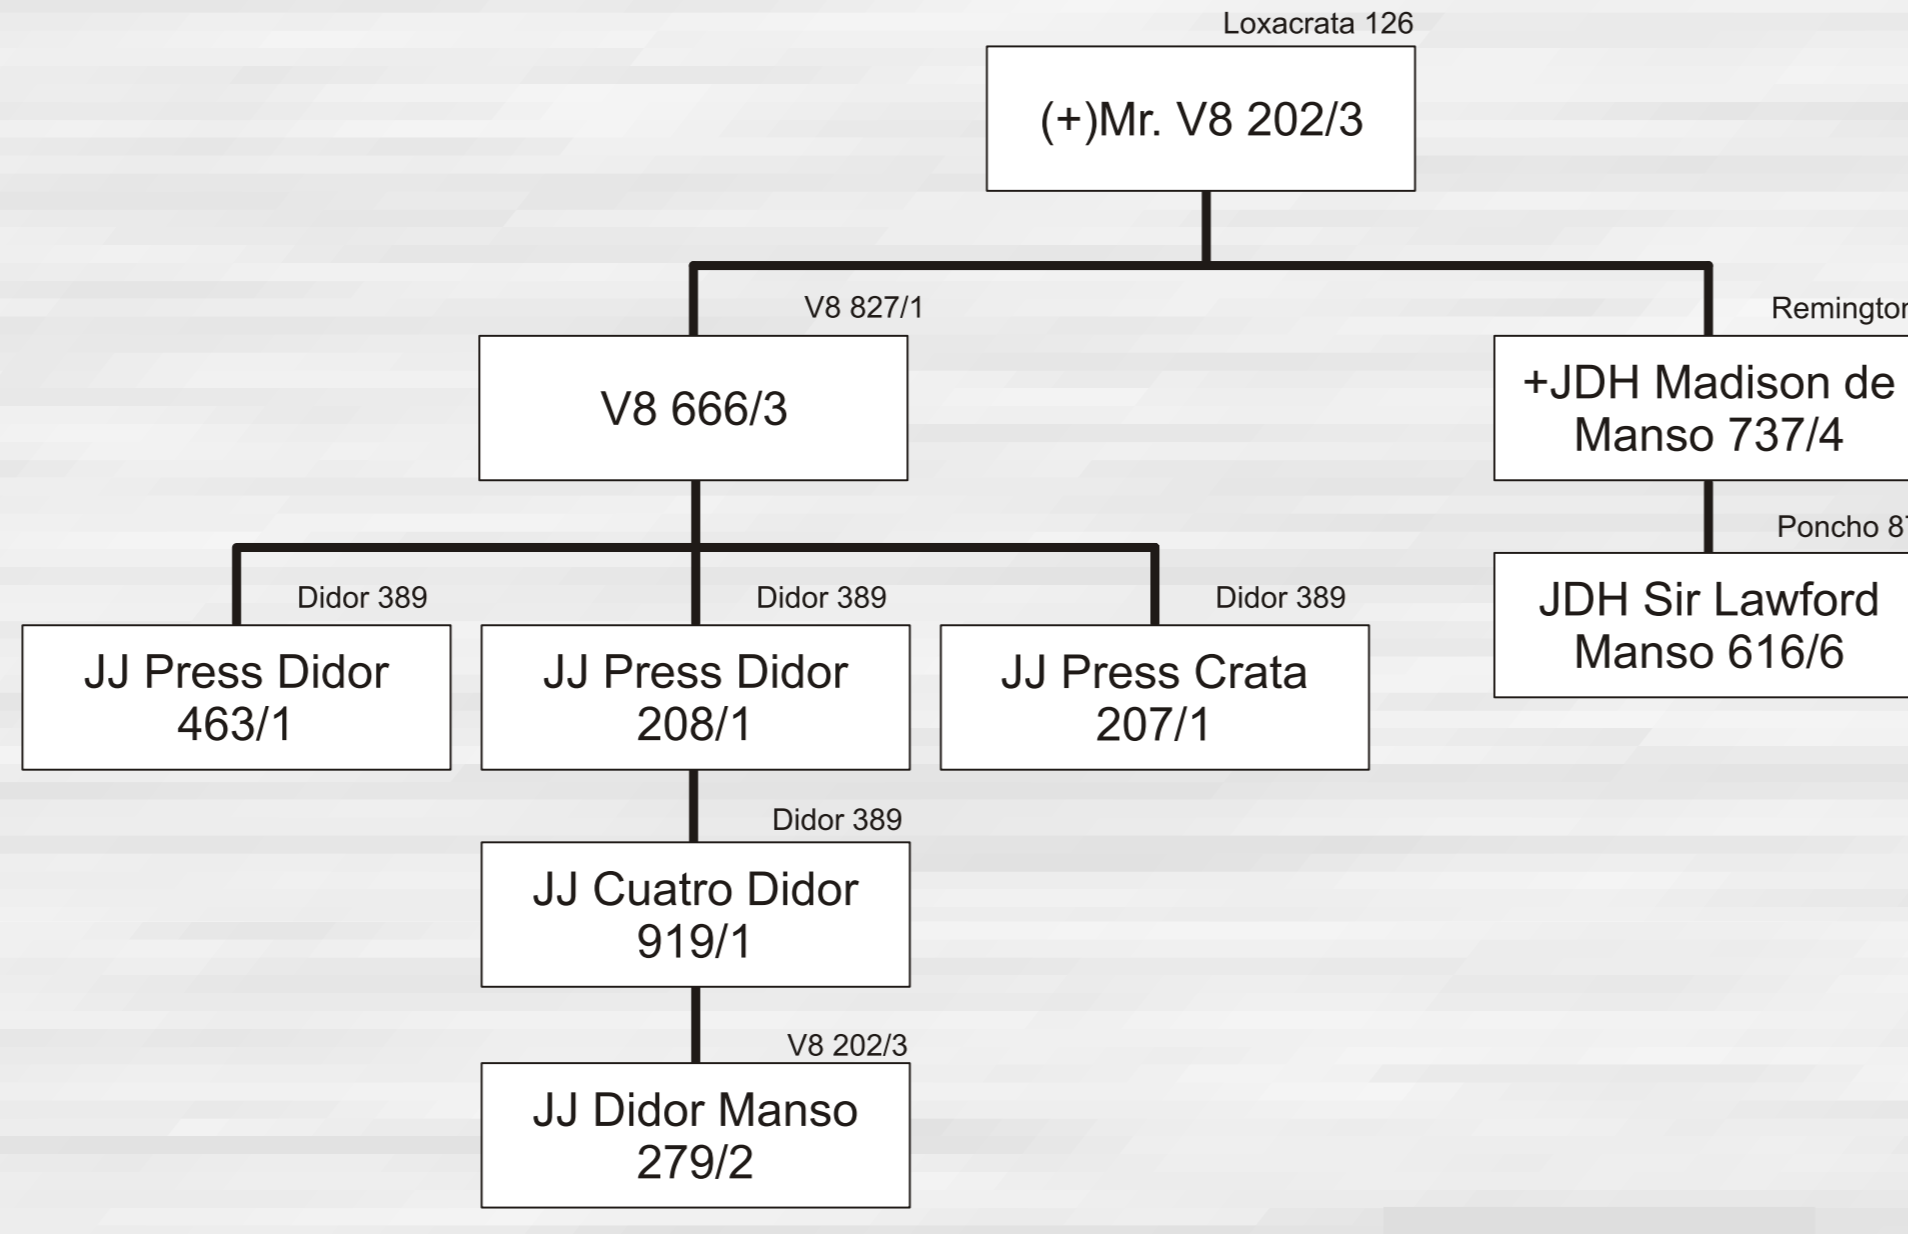 Loxacrata 126
(+)Mr. V8 202/3
V8 827/1
V8 666/3
+JDH Madison de
Manso 737/4
Didor 389
JJ Press Didor
463/1
Didor 389
JJ Press Didor
208/1
Didor 389
JJ Press Crata
207/1
Poncho
JDH Sir Lawford
Manso 616/6
Didor 389
JJ Cuatro Didor
919/1
V8 202/3
JJ Didor Manso
279/2